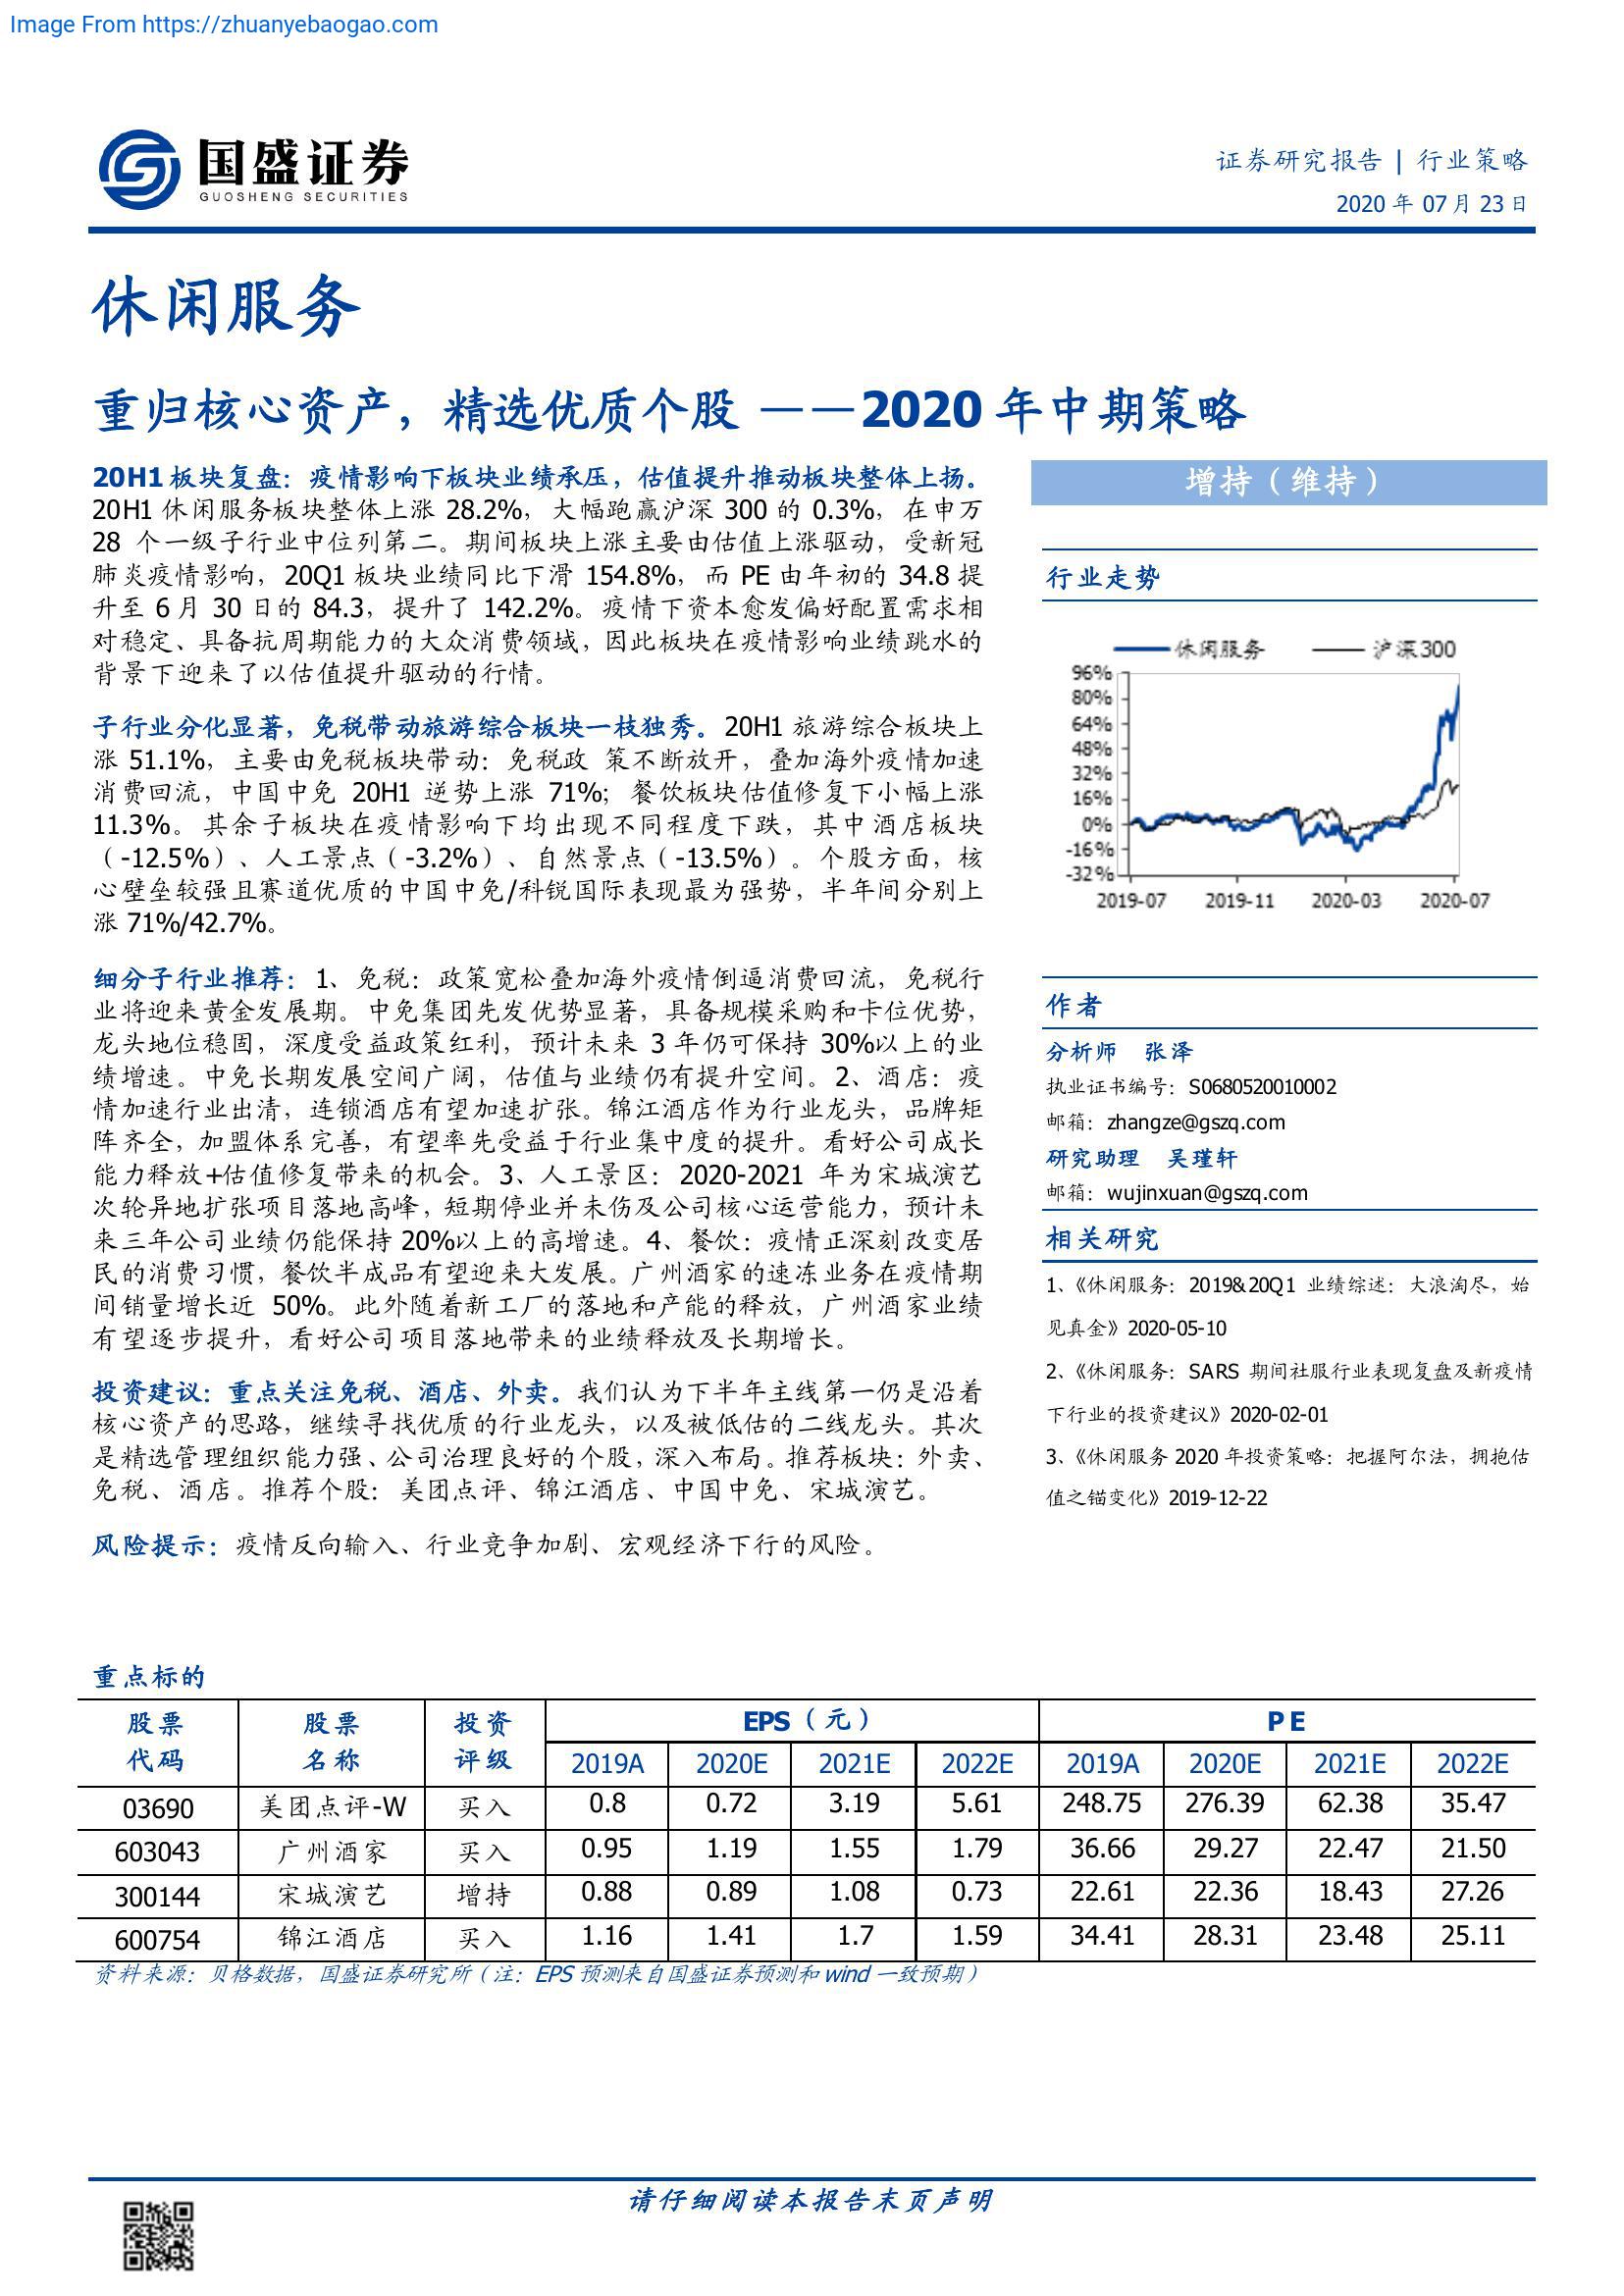 Image From https://zhuanyebaogao.com
国盛证券
GUOSHENG SECURITIES
证券研究报告 | 行业策略
2020 年 07 月 23 日
休闲服务
重归核心资产，精选优质个股 ——2020 年中期策略
20H1 板块复盘：疫情影响下板块业绩承压，估值提升推动板块整体上扬。
20H1 休闲服务板块整体上涨 28.2%，大幅跑赢沪深 300 的 0.3%，在申万
28 个一级子行业中位列第二。期间板块上涨主要由估值上涨驱动，受新冠
肺炎疫情影响，20Q1 板块业绩同比下滑 154.8%，而 PE 由年初的 34.8 提
升至 6 月 30 日的 84.3，提升了 142.2%。疫情下资本愈发偏好配置需求相
对稳定、具备抗周期能力的大众消费领域，因此板块在疫情影响业绩跳水的
背景下迎来了以估值提升驱动的行情。
子行业分化显著，免税带动旅游综合板块一枝独秀。20H1 旅游综合板块上
涨 51.1%，主要由免税板块带动：免税政 策不断放开，叠加海外疫情加速
消费回流，中国中免 20H1 逆势上涨 71%；餐饮板块估值修复下小幅上涨
11.3%。其余子板块在疫情影响下均出现不同程度下跌，其中酒店板块
（-12.5%）、人工景点（-3.2%）、自然景点（-13.5%）。个股方面，核
心壁垒较强且赛道优质的中国中免/科锐国际表现最为强势，半年间分别上
涨 71%/42.7%。
细分子行业推荐：1、免税：政策宽松叠加海外疫情倒逼消费回流，免税行
业将迎来黄金发展期。中免集团先发优势显著，具备规模采购和卡位优势，
龙头地位稳固，深度受益政策红利，预计未来 3 年仍可保持 30%以上的业
绩增速。中免长期发展空间广阔，估值与业绩仍有提升空间。2、酒店：疫
情加速行业出清，连锁酒店有望加速扩张。锦江酒店作为行业龙头，品牌矩
阵齐全，加盟体系完善，有望率先受益于行业集中度的提升。看好公司成长
能力释放+估值修复带来的机会。3、人工景区：2020-2021 年为宋城演艺
次轮异地扩张项目落地高峰，短期停业并未伤及公司核心运营能力，预计未
来三年公司业绩仍能保持 20%以上的高增速。4、餐饮：疫情正深刻改变居
民的消费习惯，餐饮半成品有望迎来大发展。广州酒家的速冻业务在疫情期
间销量增长近 50%。此外随着新工厂的落地和产能的释放，广州酒家业绩
有望逐步提升，看好公司项目落地带来的业绩释放及长期增长。
投资建议：重点关注免税、酒店、外卖。我们认为下半年主线第一仍是沿着
核心资产的思路，继续寻找优质的行业龙头，以及被低估的二线龙头。其次
是精选管理组织能力强、公司治理良好的个股，深入布局。推荐板块：外卖、
免税、酒店。推荐个股：美团点评、锦江酒店、中国中免、宋城演艺。
风险提示：疫情反向输入、行业竞争加剧、宏观经济下行的风险。
增持（维持）
行业走势
休闲服务 沪深300
96%
80%
64%
48%
32%
16%
0%
-16%
-32%
2019-07 2019-11 2020-03 2020-07
作者
分析师 张泽
执业证书编号：S0680520010002
邮箱：zhangze@gszq.com
研究助理 吴瑾轩
邮箱：wujinxuan@gszq.com
相关研究
1、《休闲服务：2019&20Q1 业绩综述：大浪淘尽，始
见真金》2020-05-10
2、《休闲服务：SARS 期间社服行业表现复盘及新疫情
下行业的投资建议》2020-02-01
3、《休闲服务 2020 年投资策略：把握阿尔法，拥抱估
值之锚变化》2019-12-22
重点标的
股票 股票 投资 EPS（元） PE
代码 名称 评级 2019A 2020E 2021E 2022E 2019A 2020E 2021E 2022E
03690 美团点评-W 买入 0.8 0.72 3.19 5.61 248.75 276.39 62.38 35.47
603043 广州酒家 买入 0.95 1.19 1.55 1.79 36.66 29.27 22.47 21.50
300144 宋城演艺 增持 0.88 0.89 1.08 0.73 22.61 22.36 18.43 27.26
600754 锦江酒店 买入 1.16 1.41 1.7 1.59 34.41 28.31 23.48 25.11
资料来源：贝格数据，国盛证券研究所（注：EPS 预测来自国盛证券预测和 wind 一致预期）
请仔细阅读本报告末页声明